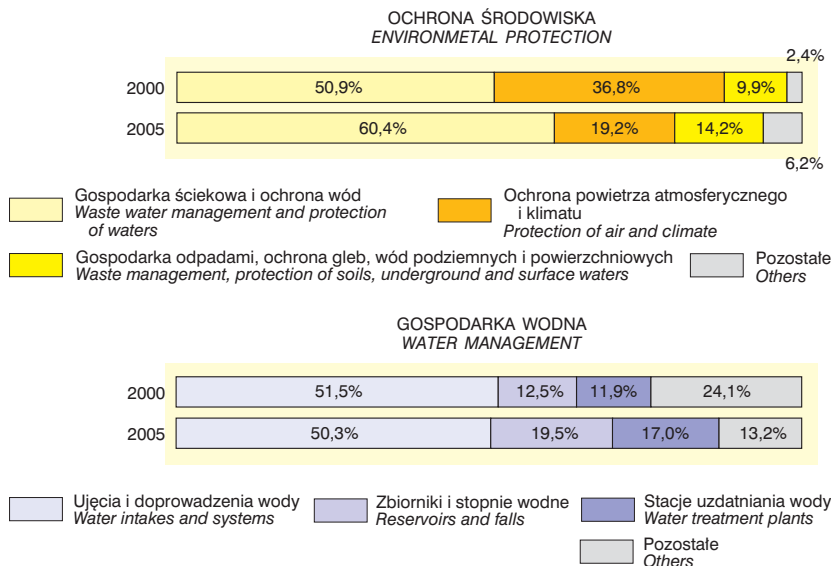 OCHRONA ŚRODOWISKA
ENVIRONMETAL PROTECTION
2,4%
2000 50,9% 36,8% 9,9%
2005 60,4% 19,2% 14,2%
6,2%
Gospodarka ściekowa i ochrona wód
Waste water management and protection
of waters
Ochrona powietrza atmosferycznego
i klimatu
Protection of air and climate
Gospodarka odpadami, ochrona gleb, wód podziemnych i powierzchniowych
Waste management, protection of soils, underground and surface waters
Pozostałe
Others
GOSPODARKA WODNA
WATER MANAGEMENT
2000 51,5% 12,5% 11,9% 24,1%
2005 50,3% 19,5% 17,0% 13,2%
Ujęcia i doprowadzenia wody
Water intakes and systems
Zbiorniki i stopnie wodne
Reservoirs and falls
Stacje uzdatniania wody
Water treatment plants
Pozostałe
Others